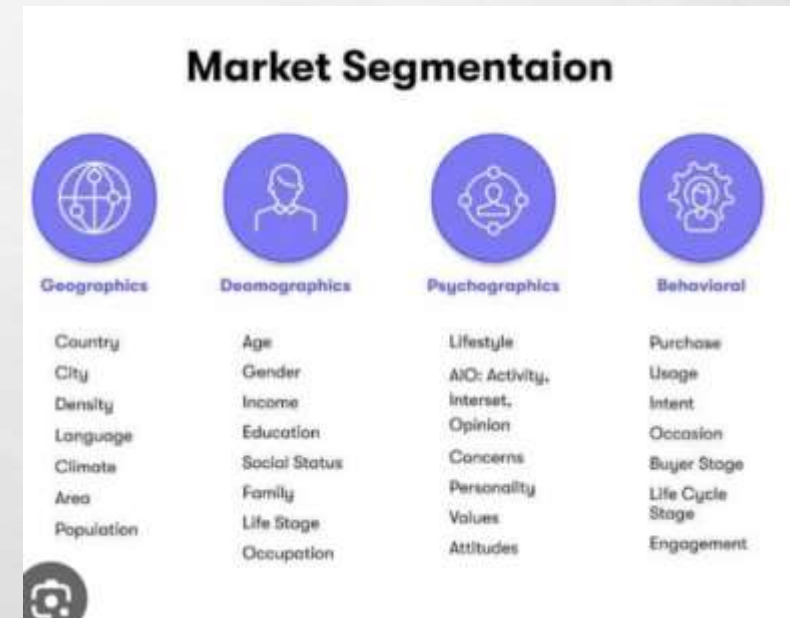 Market Segmentaion
Geographics
Country
City
Density
Language
Climate
Area
Population
Deamographics
Age
Gender
Income
Education
Social Status
Family
Life Stage
Occupation
Psychographics
Lifestyle
AIO: Activity,
Interset,
Opinion
Concerns
Personality
Values
Attitudes
Behavioral
Purchase
Usage
Intent
Occasion
Buyer Stage
Life Cycle
Stage
Engagement